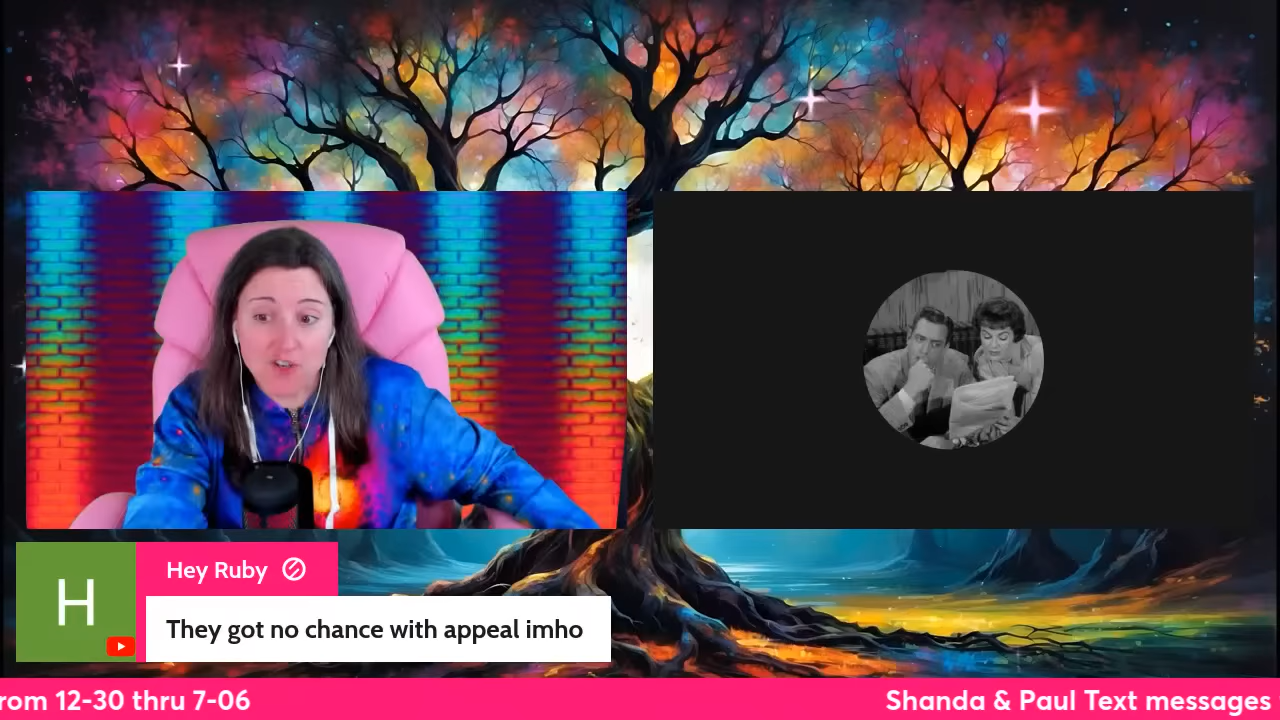 H
Hey Ruby
They got no chance with appeal imho
rom 12-30 thru 7-06
Shanda & Paul Text messages